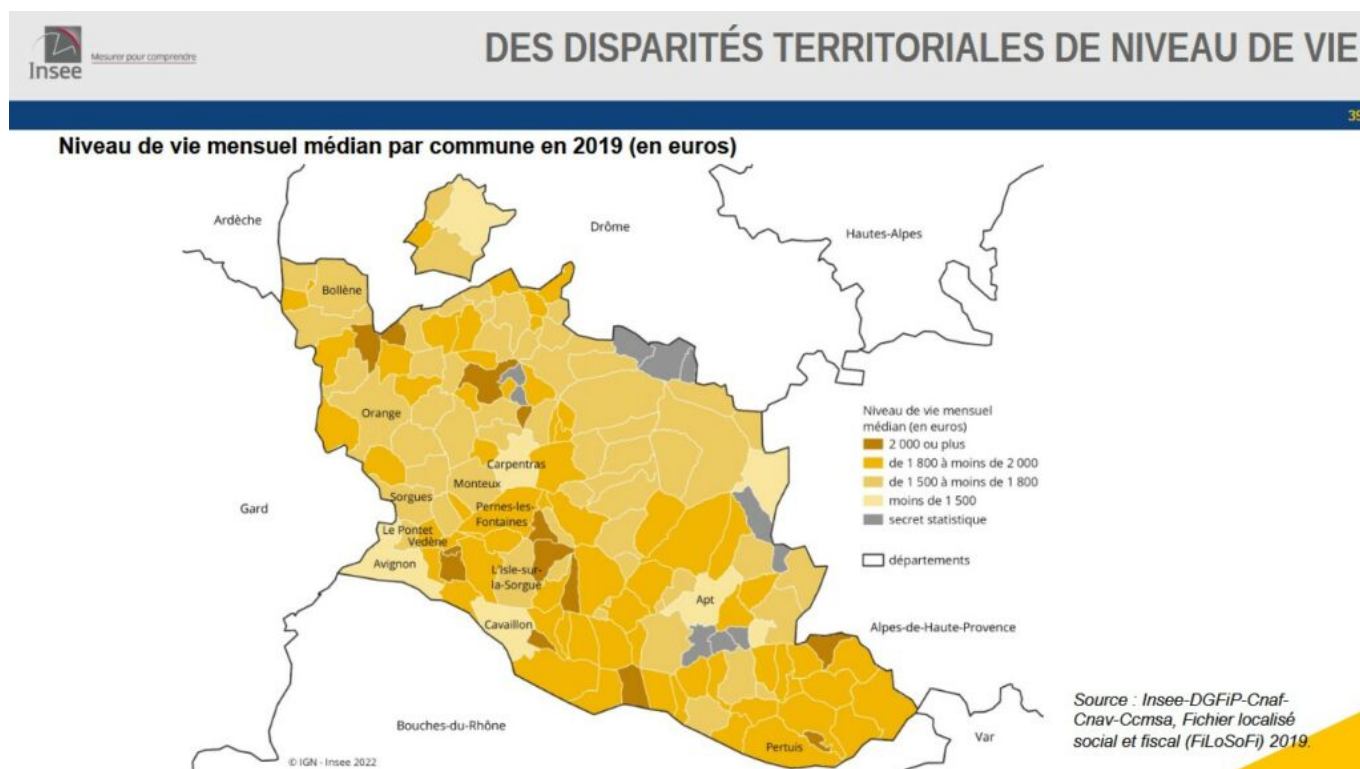 Insee
Mesurer pour comprendre
DES DISPARITÉS TERRITORIALES DE NIVEAU DE VIE
39
Niveau de vie mensuel médian par commune en 2019 (en euros)
Ardèche
Drôme
Hautes-Alpes
Bollène
Orange
Carpentras
Monteux
Sorgues
Pernes-les-
Fontaines
Gard
Le Pontet
Vedène
Avignon
L'Isle-sur-
la-Sorgue
Cavaillon
Apt
Alpes-de-Haute-Provence
Bouches-du-Rhône
Pertuis
Var
Niveau de vie mensuel
médian (en euros)
2 000 ou plus
de 1 800 à moins de 2 000
de 1 500 à moins de 1 800
moins de 1 500
secret statistique
départements
Source : Insee-DGFiP-Cnaf-
Cnav-Ccmsa, Fichier localisé
social et fiscal (FiLoSoFi) 2019.
© IGN - Insee 2022